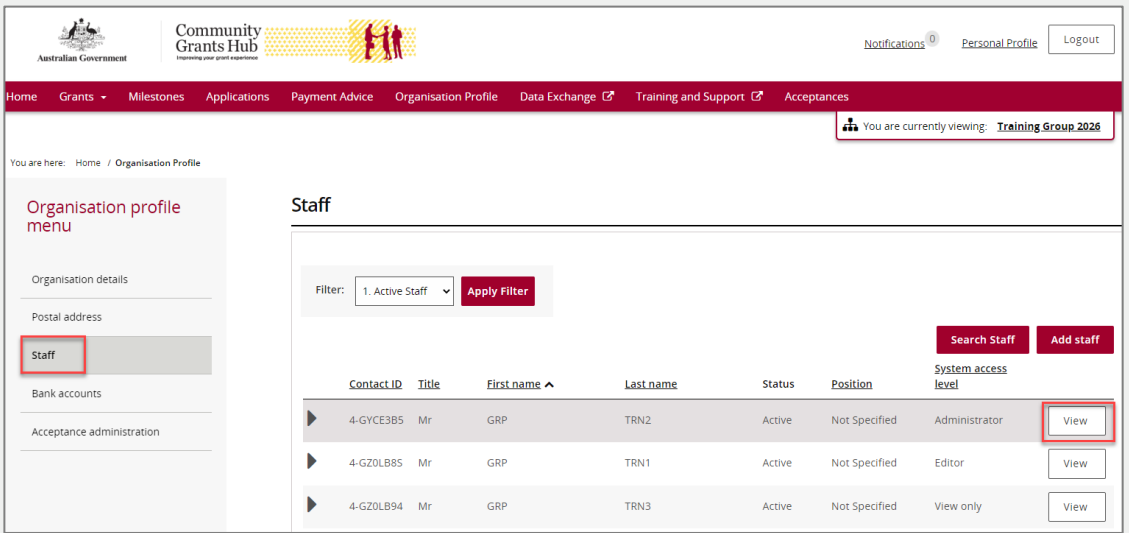 Community
Grants Hub
Improving your grant experience
Australian Government
Notifications 0 Personal Profile Logout
Home Grants Milestones Applications Payment Advice Organisation Profile Data Exchange Training and Support Acceptances
You are currently viewing: Training Group 2026
You are here: Home / Organisation Profile
Organisation profile
menu
Organisation details
Postal address
Staff
Bank accounts
Acceptance administration
Staff
Filter: 1. Active Staff Apply Filter
Search Staff Add staff
Contact ID Title First name Last name Status Position System access
level
4-GYCE3B5 Mr GRP TRN2 Active Not Specified Administrator View
4-GZ0LB8S Mr GRP TRN1 Active Not Specified Editor View
4-GZ0LB94 Mr GRP TRN3 Active Not Specified View only View